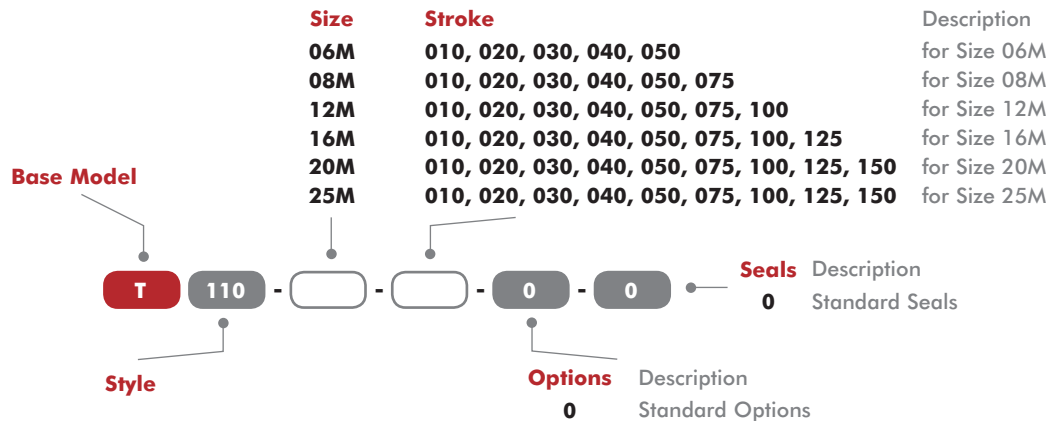 Size Stroke Description
06M 010, 020, 030, 040, 050 for Size 06M
08M 010, 020, 030, 040, 050, 075 for Size 08M
12M 010, 020, 030, 040, 050, 075, 100 for Size 12M
16M 010, 020, 030, 040, 050, 075, 100, 125 for Size 16M
20M 010, 020, 030, 040, 050, 075, 100, 125, 150 for Size 20M
25M 010, 020, 030, 040, 050, 075, 100, 125, 150 for Size 25M
Base Model
T 110 - - - 0 - 0
Seals Description
0 Standard Seals
Style
Options Description
0 Standard Options